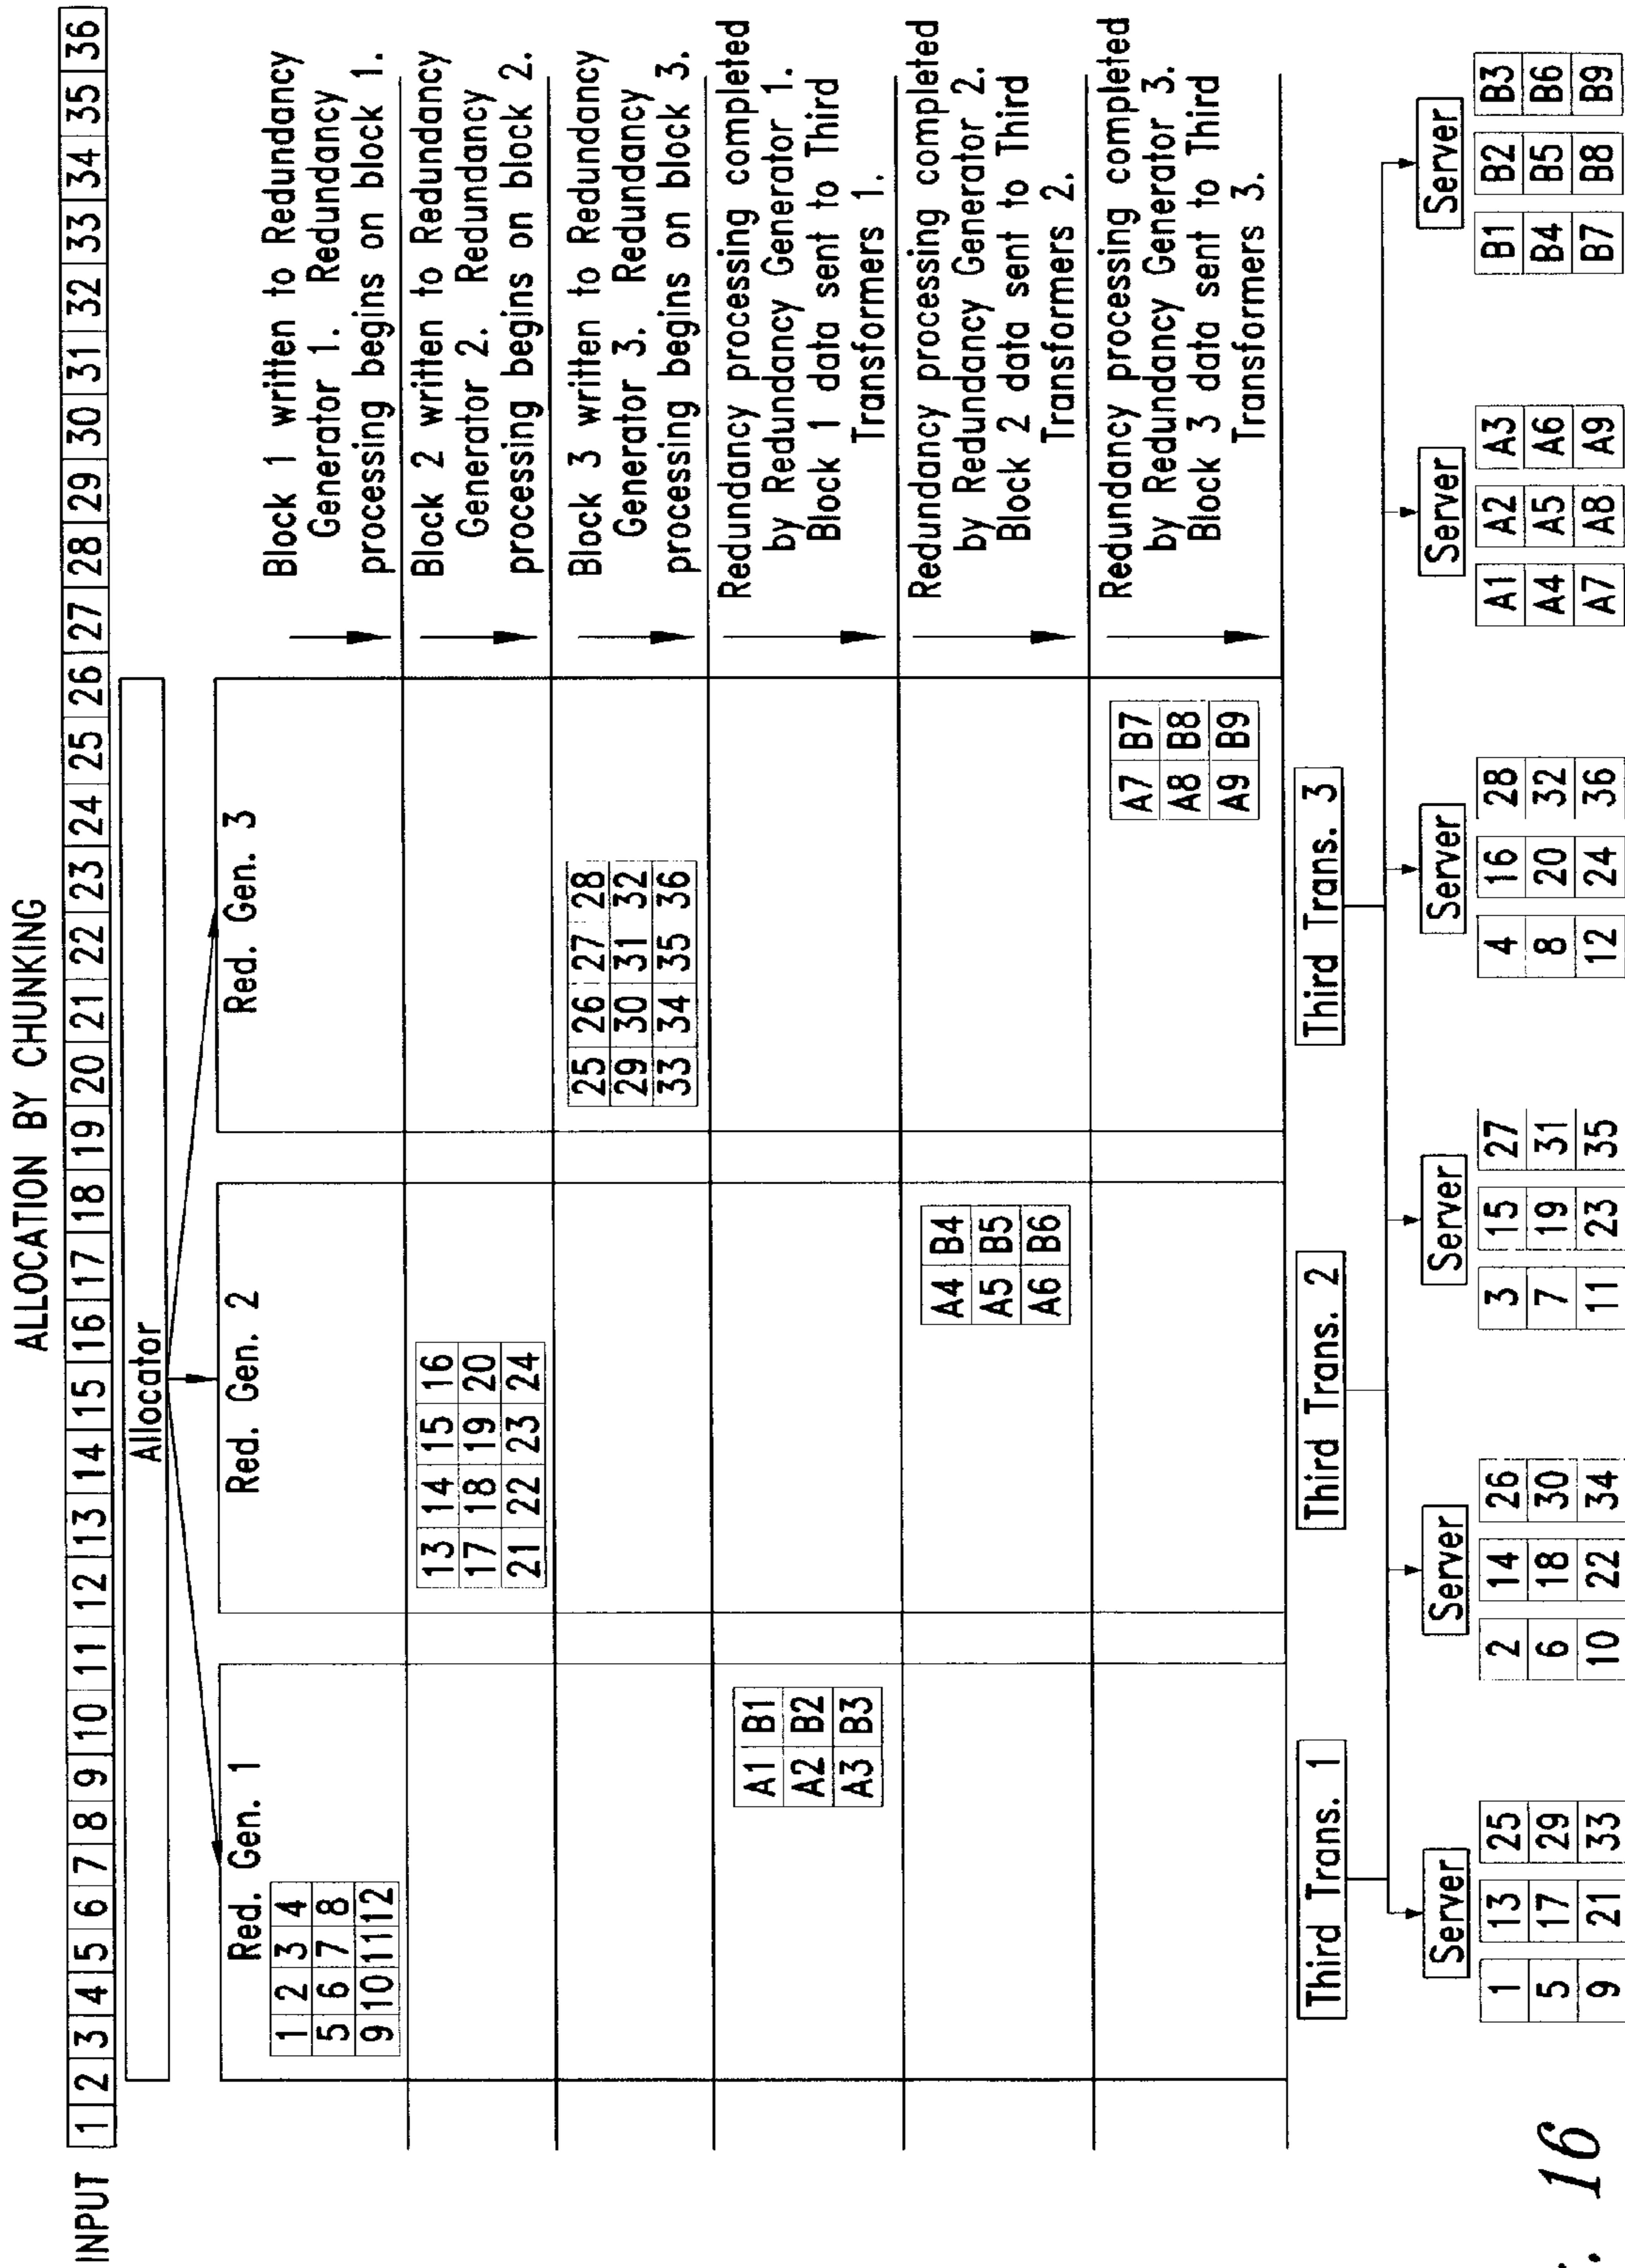 ALLOCATION BY CHUNKING
INPUT 1 2 3 4 5 6 7 8 9 10 11 12 13 14 15 16 17 18 19 20 21 22 23 24 25 26 27 28 29 30 31 32 33 34 35 36
Allocator
Red. Gen. 1
Red. Gen. 2
Red. Gen. 3
1 2 3 4
5 6 7 8
9 10 11 12
Block 1 written to Redundancy
Generator 1. Redundancy
processing begins on block 1.
13 14 15 16
17 18 19 20
21 22 23 24
Block 2 written to Redundancy
Generator 2. Redundancy
processing begins on block 2.
25 26 27 28
29 30 31 32
33 34 35 36
Block 3 written to Redundancy
Generator 3. Redundancy
processing begins on block 3.
A1 B1
A2 B2
A3 B3
Redundancy processing completed
by Redundancy Generator 1.
Block 1 data sent to Third
Transformers 1.
A4 B4
A5 B5
A6 B6
Redundancy processing completed
by Redundancy Generator 2.
Block 2 data sent to Third
Transformers 2.
A7 B7
A8 B8
A9 B9
Redundancy processing completed
by Redundancy Generator 3.
Block 3 data sent to Third
Transformers 3.
Third Trans. 1
Third Trans. 2
Third Trans. 3
Server
1 13 25
5 17 29
9 21 33
Server
2 14 26
6 18 30
10 22 34
Server
3 15 27
7 19 31
11 23 35
Server
4 16 28
8 20 32
12 24 36
Server
A1 A2 A3
A4 A5 A6
A7 A8 A9
Server
B1 B2 B3
B4 B5 B6
B7 B8 B9
16